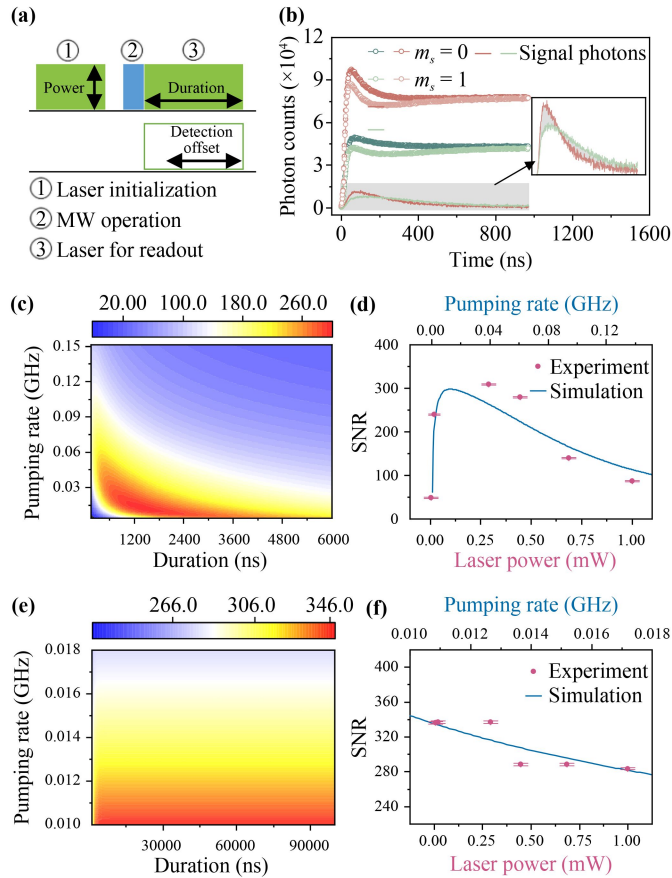 (a)
① ② ③
Power
Duration
Detection
offset
① Laser initialization
② MW operation
③ Laser for readout
(b)
Photon counts (×10⁴)
12
9
6
3
0
mₛ = 0
mₛ = 1
Signal photons
0 400 800 1200 1600
Time (ns)
(c)
20.00 100.0 180.0 260.0
Pumping rate (GHz)
0.15
0.12
0.09
0.06
0.03
1200 2400 3600 4800 6000
Duration (ns)
(d)
Pumping rate (GHz)
0.00 0.04 0.08 0.12
SNR
400
300
200
100
0
Experiment
Simulation
0.00 0.25 0.50 0.75 1.00
Laser power (mW)
(e)
266.0 306.0 346.0
Pumping rate (GHz)
0.018
0.016
0.014
0.012
0.010
30000 60000 90000
Duration (ns)
(f)
Pumping rate (GHz)
0.010 0.012 0.014 0.016 0.018
SNR
400
360
320
280
240
Experiment
Simulation
0.00 0.25 0.50 0.75 1.00
Laser power (mW)